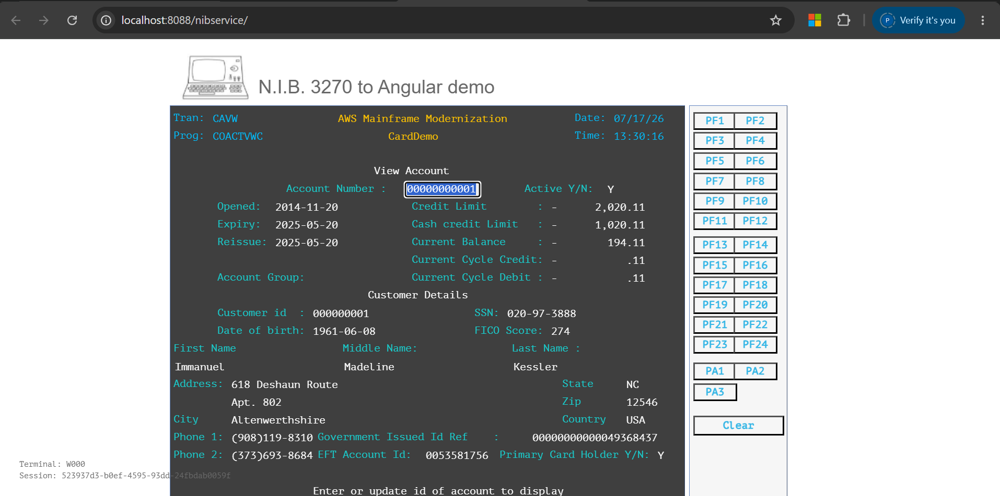 localhost:8088/nibservice/
P Verify it's you
N.I.B. 3270 to Angular demo
Tran: CAVW AWS Mainframe Modernization Date: 07/17/26
Prog: COACTVWC CardDemo Time: 13:30:16
View Account
Account Number : 00000000001 Active Y/N: Y
Opened: 2014-11-20 Credit Limit : - 2,020.11
Expiry: 2025-05-20 Cash credit Limit : - 1,020.11
Reissue: 2025-05-20 Current Balance : - 194.11
Current Cycle Credit: - .11
Account Group: Current Cycle Debit : - .11
Customer Details
Customer id : 000000001 SSN: 020-97-3888
Date of birth: 1961-06-08 FICO Score: 274
First Name Middle Name: Last Name :
Immanuel Madeline Kessler
Address: 618 Deshaun Route State NC
Apt. 802 Zip 12546
City Altenwerthshire Country USA
Phone 1: (908)119-8310 Government Issued Id Ref : 00000000000049368437
Phone 2: (373)693-8684 EFT Account Id: 0053581756 Primary Card Holder Y/N: Y
Enter or update id of account to display
PF1 PF2
PF3 PF4
PF5 PF6
PF7 PF8
PF9 PF10
PF11 PF12
PF13 PF14
PF15 PF16
PF17 PF18
PF19 PF20
PF21 PF22
PF23 PF24
PA1 PA2
PA3
Clear
Terminal: W000
Session: 523937d3-b0ef-4595-93dd-24fbdab0059f